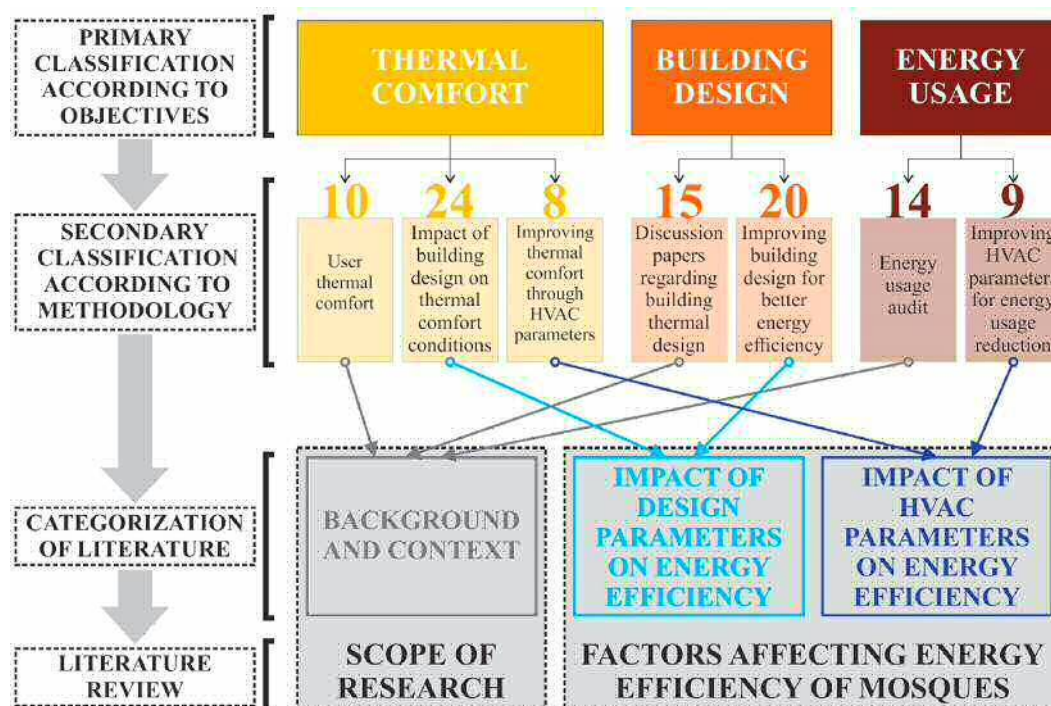 PRIMARY
CLASSIFICATION
ACCORDING TO
OBJECTIVES
THERMAL
COMFORT
BUILDING
DESIGN
ENERGY
USAGE
SECONDARY
CLASSIFICATION
ACCORDING TO
METHODOLOGY
10
User
thermal
comfort
24
Impact of
building
design on
thermal
comfort
conditions
8
Improving
thermal
comfort
through
HVAC
parameters
15
Discussion
papers
regarding
building
thermal
design
20
Improving
building
design for
better
energy
efficiency
14
Energy
usage
audit
9
Improving
HVAC
parameters
for energy
usage
reduction
CATEGORIZATION
OF LITERATURE
BACKGROUND
AND CONTEXT
IMPACT OF
DESIGN
PARAMETERS
ON ENERGY
EFFICIENCY
IMPACT OF
HVAC
PARAMETERS
ON ENERGY
EFFICIENCY
LITERATURE
REVIEW
SCOPE OF
RESEARCH
FACTORS AFFECTING ENERGY
EFFICIENCY OF MOSQUES